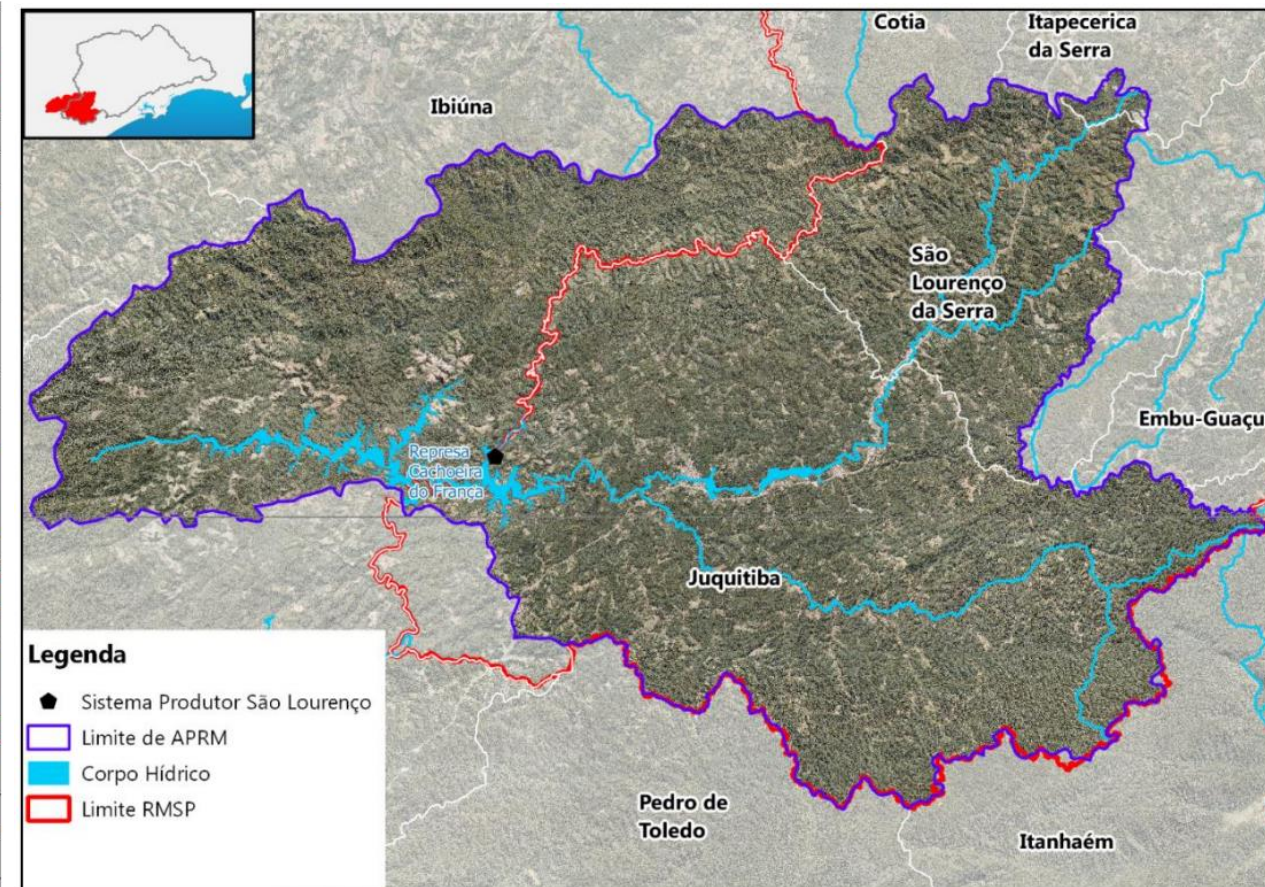 Cotia
Itapecerica
da Serra
Ibiúna
São
Lourenço
da Serra
Embu-Guaçu
Represa
Cachoeira
do França
Juquitiba
Pedro de
Toledo
Itanhaém
Legenda
Sistema Produtor São Lourenço
Limite de APRM
Corpo Hídrico
Limite RMSP